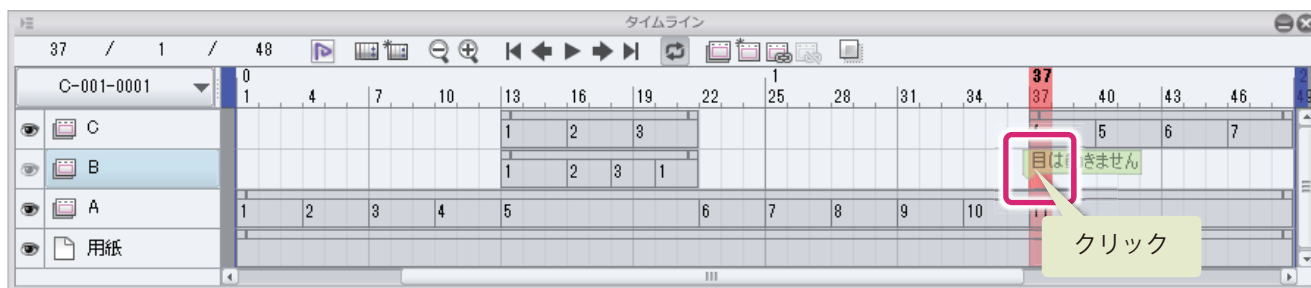 タイムライン
37 / 1 / 48
C-001-0001
0 1 37 2
1 4 7 10 13 16 19 22 25 28 31 34 37 40 43 46 49
C 1 2 3 5 6 7
B 1 2 3 1 目は きません
A 1 2 3 4 5 6 7 8 9 10 11
用紙
クリック